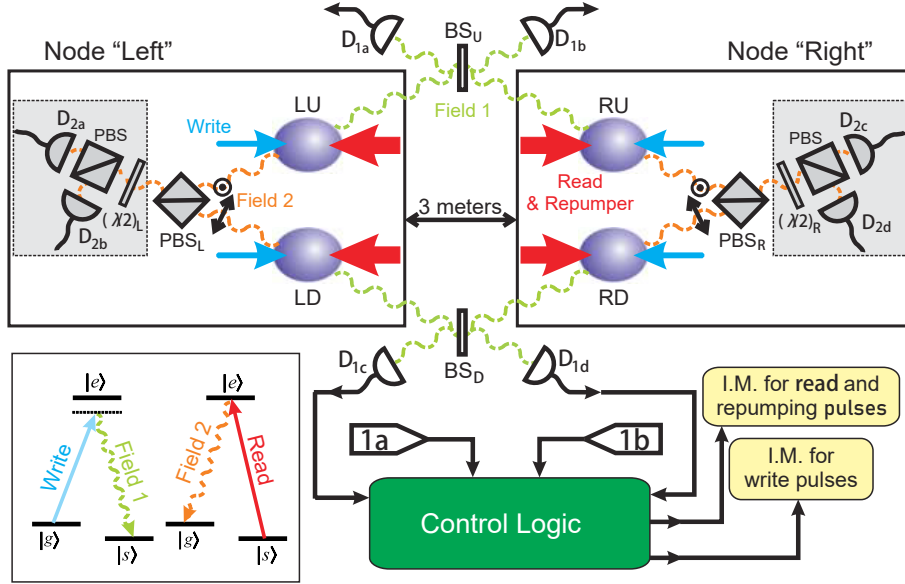 Node “Left”
D1a
BSU
D1b
Node “Right”
Field 1
LU
RU
Write
D2a
PBS
(λ/2)L
PBSL
D2b
Field 2
3 meters
Read
& Repumper
PBS
D2c
(λ/2)R
PBSR
D2d
LD
RD
D1c
BSD
D1d
I.M. for read and
repumping pulses
I.M. for
write pulses
1a
1b
Control Logic
|e⟩
|e⟩
Write
Field 1
Field 2
Read
|g⟩
|s⟩
|g⟩
|s⟩